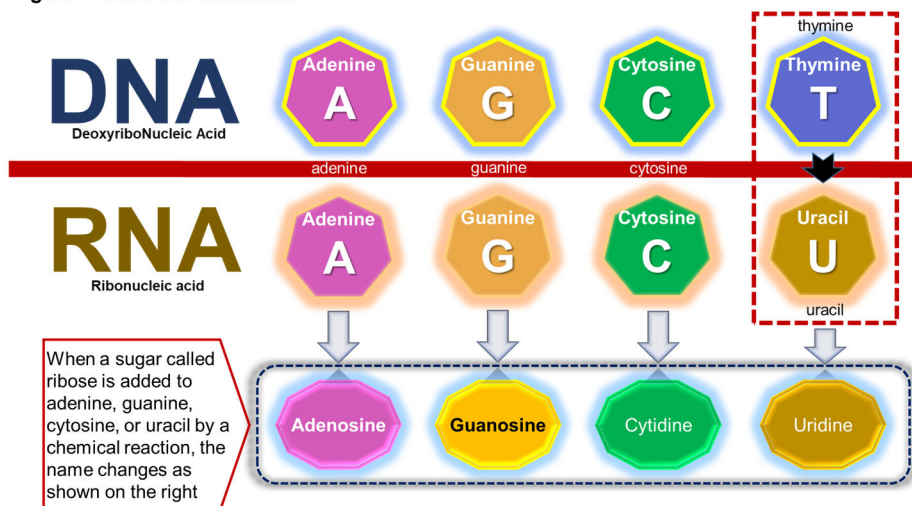 thymine
Adenine
A
Guanine
G
Cytosine
C
Thymine
T
DNA
DeoxyriboNucleic Acid
adenine
guanine
cytosine
RNA
Ribonucleic acid
Adenine
A
Guanine
G
Cytosine
C
Uracil
U
uracil
When a sugar called
ribose is added to
adenine, guanine,
cytosine, or uracil by a
chemical reaction, the
name changes as
shown on the right
Adenosine
Guanosine
Cytidine
Uridine